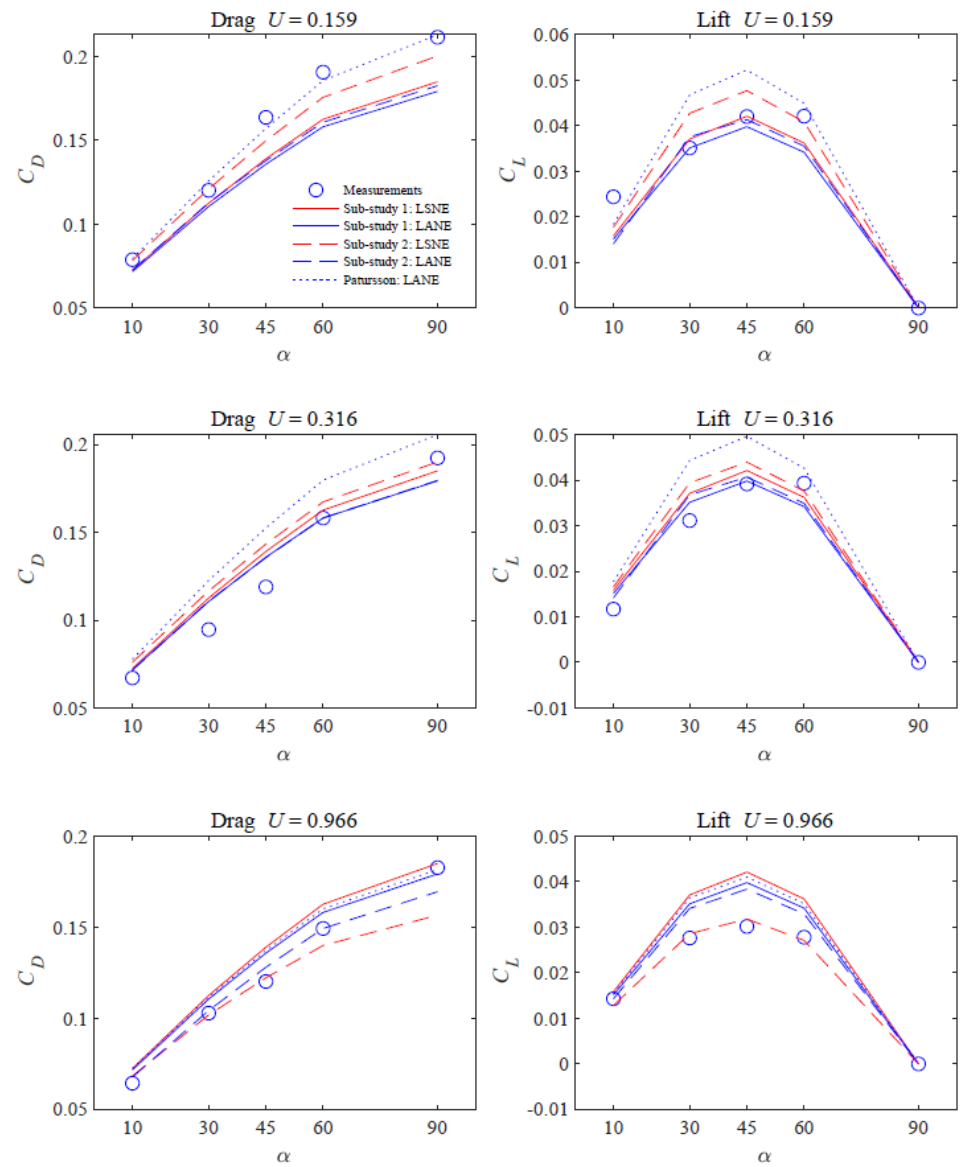 Drag U = 0.159
0.2
0.15
0.1
0.05
C_D
10 30 45 60 90
α
Measurements
Sub-study 1: LSNE
Sub-study 1: LANE
Sub-study 2: LSNE
Sub-study 2: LANE
Patursson: LANE
Lift U = 0.159
0.06
0.05
0.04
0.03
0.02
0.01
0
C_L
10 30 45 60 90
α
Drag U = 0.316
0.2
0.15
0.1
0.05
C_D
10 30 45 60 90
α
Lift U = 0.316
0.05
0.04
0.03
0.02
0.01
0
-0.01
C_L
10 30 45 60 90
α
Drag U = 0.966
0.2
0.15
0.1
0.05
C_D
10 30 45 60 90
α
Lift U = 0.966
0.05
0.04
0.03
0.02
0.01
0
-0.01
C_L
10 30 45 60 90
α